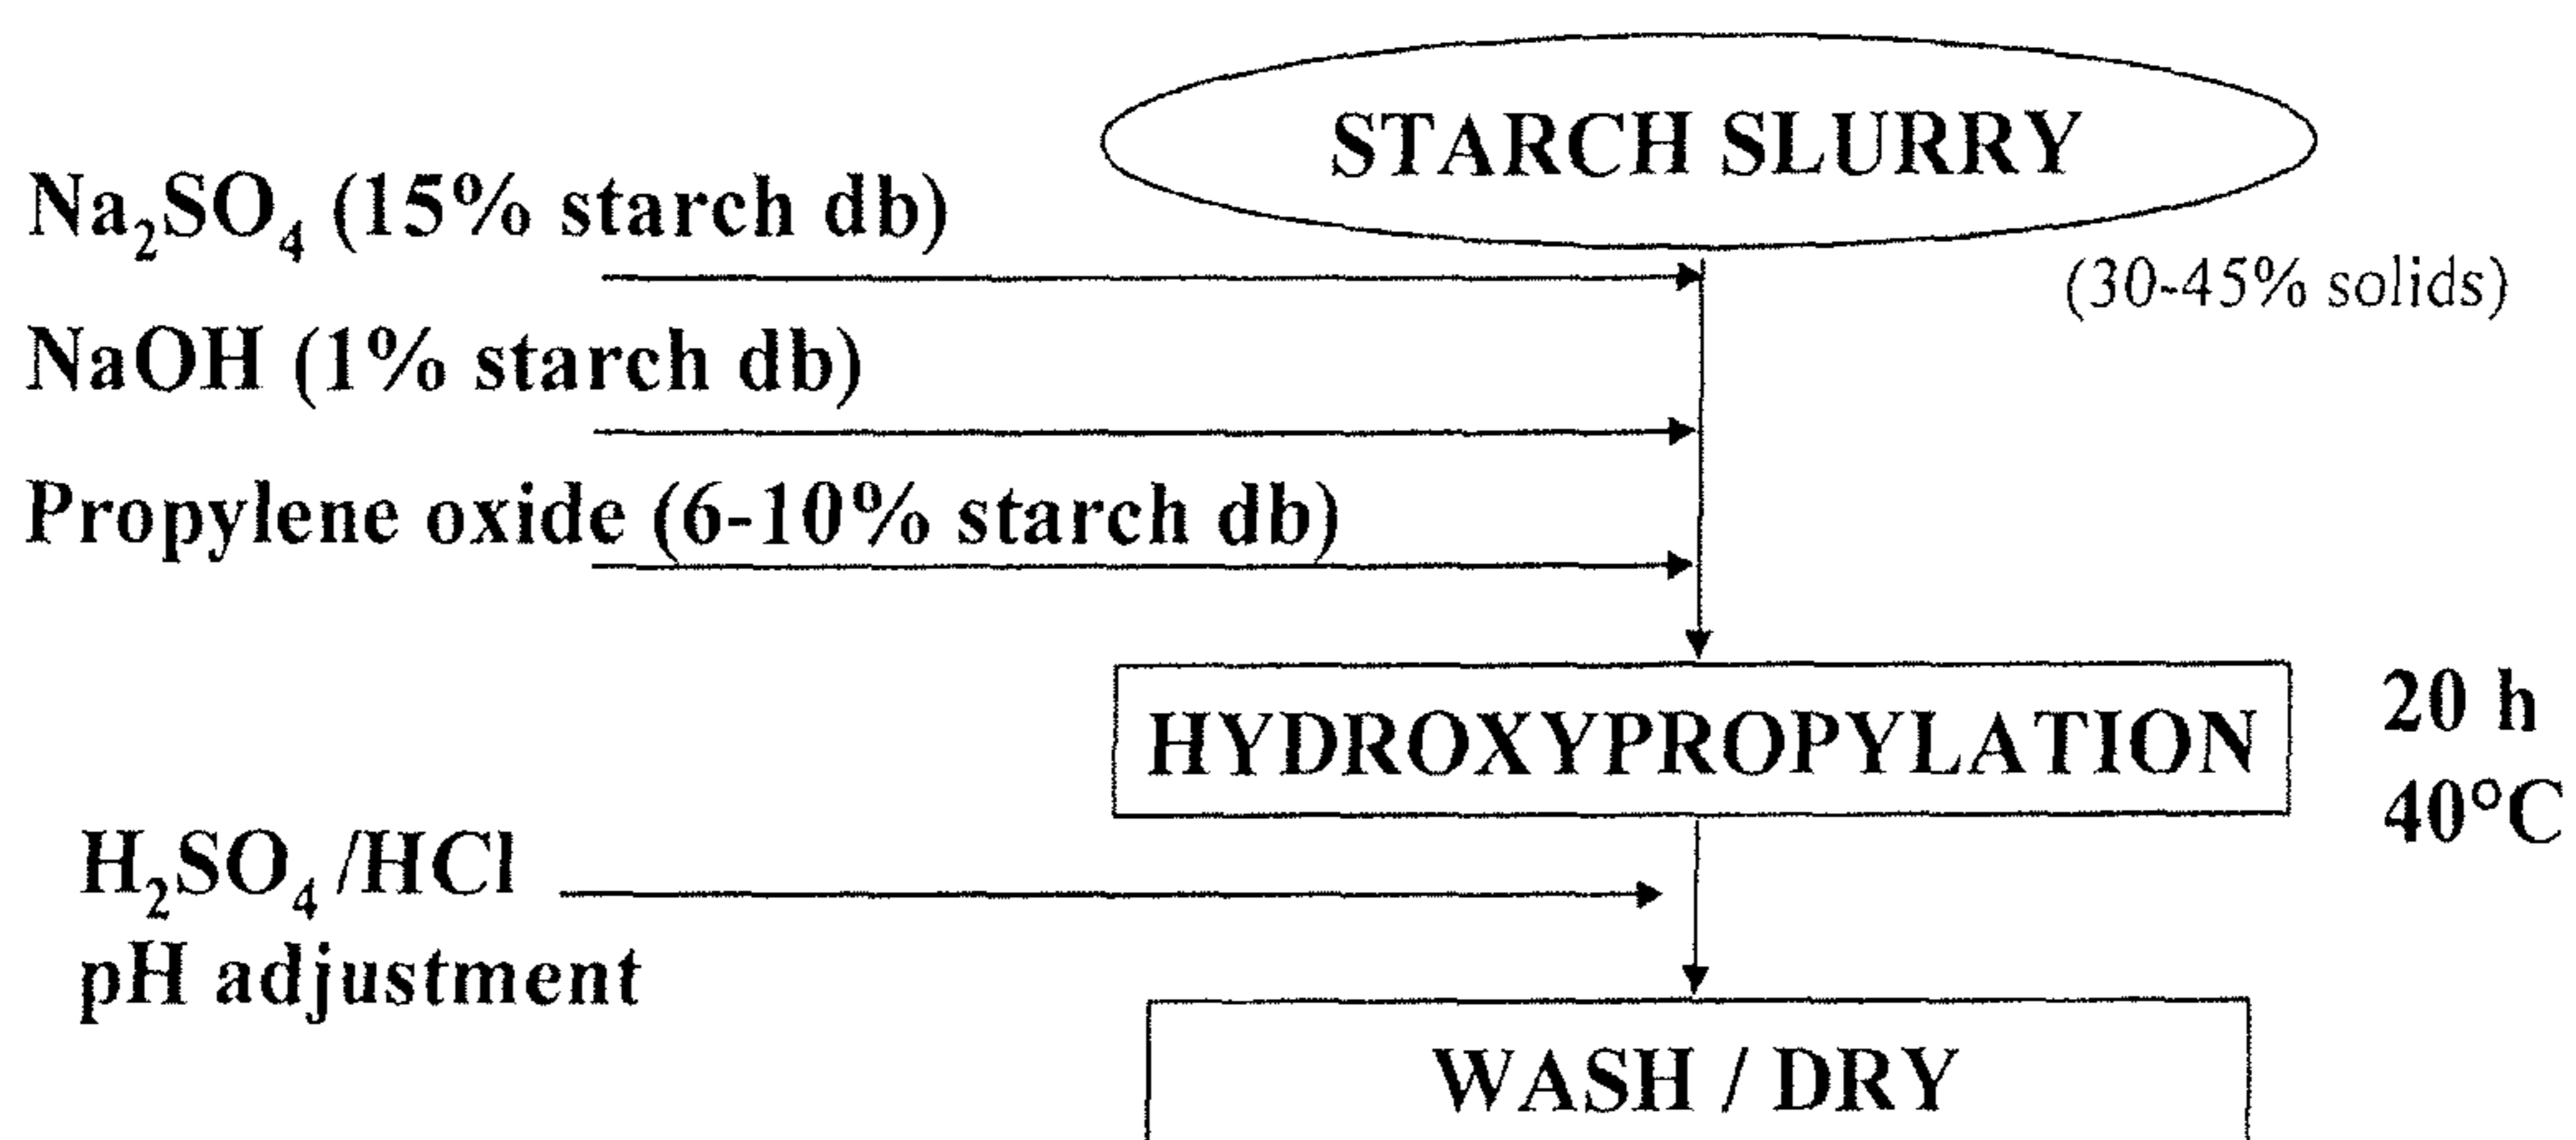 STARCH SLURRY
Na₂SO₄ (15% starch db)
(30-45% solids)
NaOH (1% starch db)
Propylene oxide (6-10% starch db)
HYDROXYPROPYLATION
20 h
40°C
H₂SO₄/HCl
pH adjustment
WASH / DRY